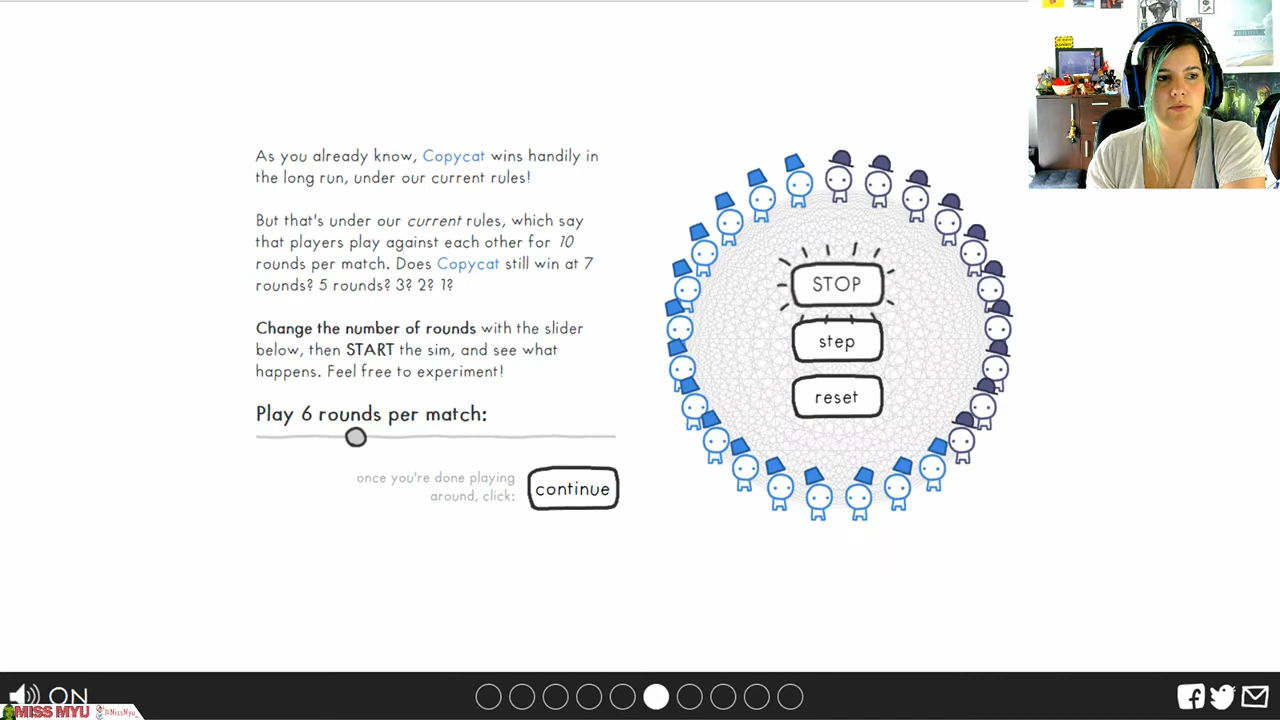 As you already know, Copycat wins handily in
the long run, under our current rules!
But that's under our current rules, which say
that players play against each other for 10
rounds per match. Does Copycat still win at 7
rounds? 5 rounds? 3? 2? 1?
Change the number of rounds with the slider
below, then START the sim, and see what
happens. Feel free to experiment!
Play 6 rounds per match:
once you're done playing
around, click:
continue
STOP
step
reset
ON
MISS MYU